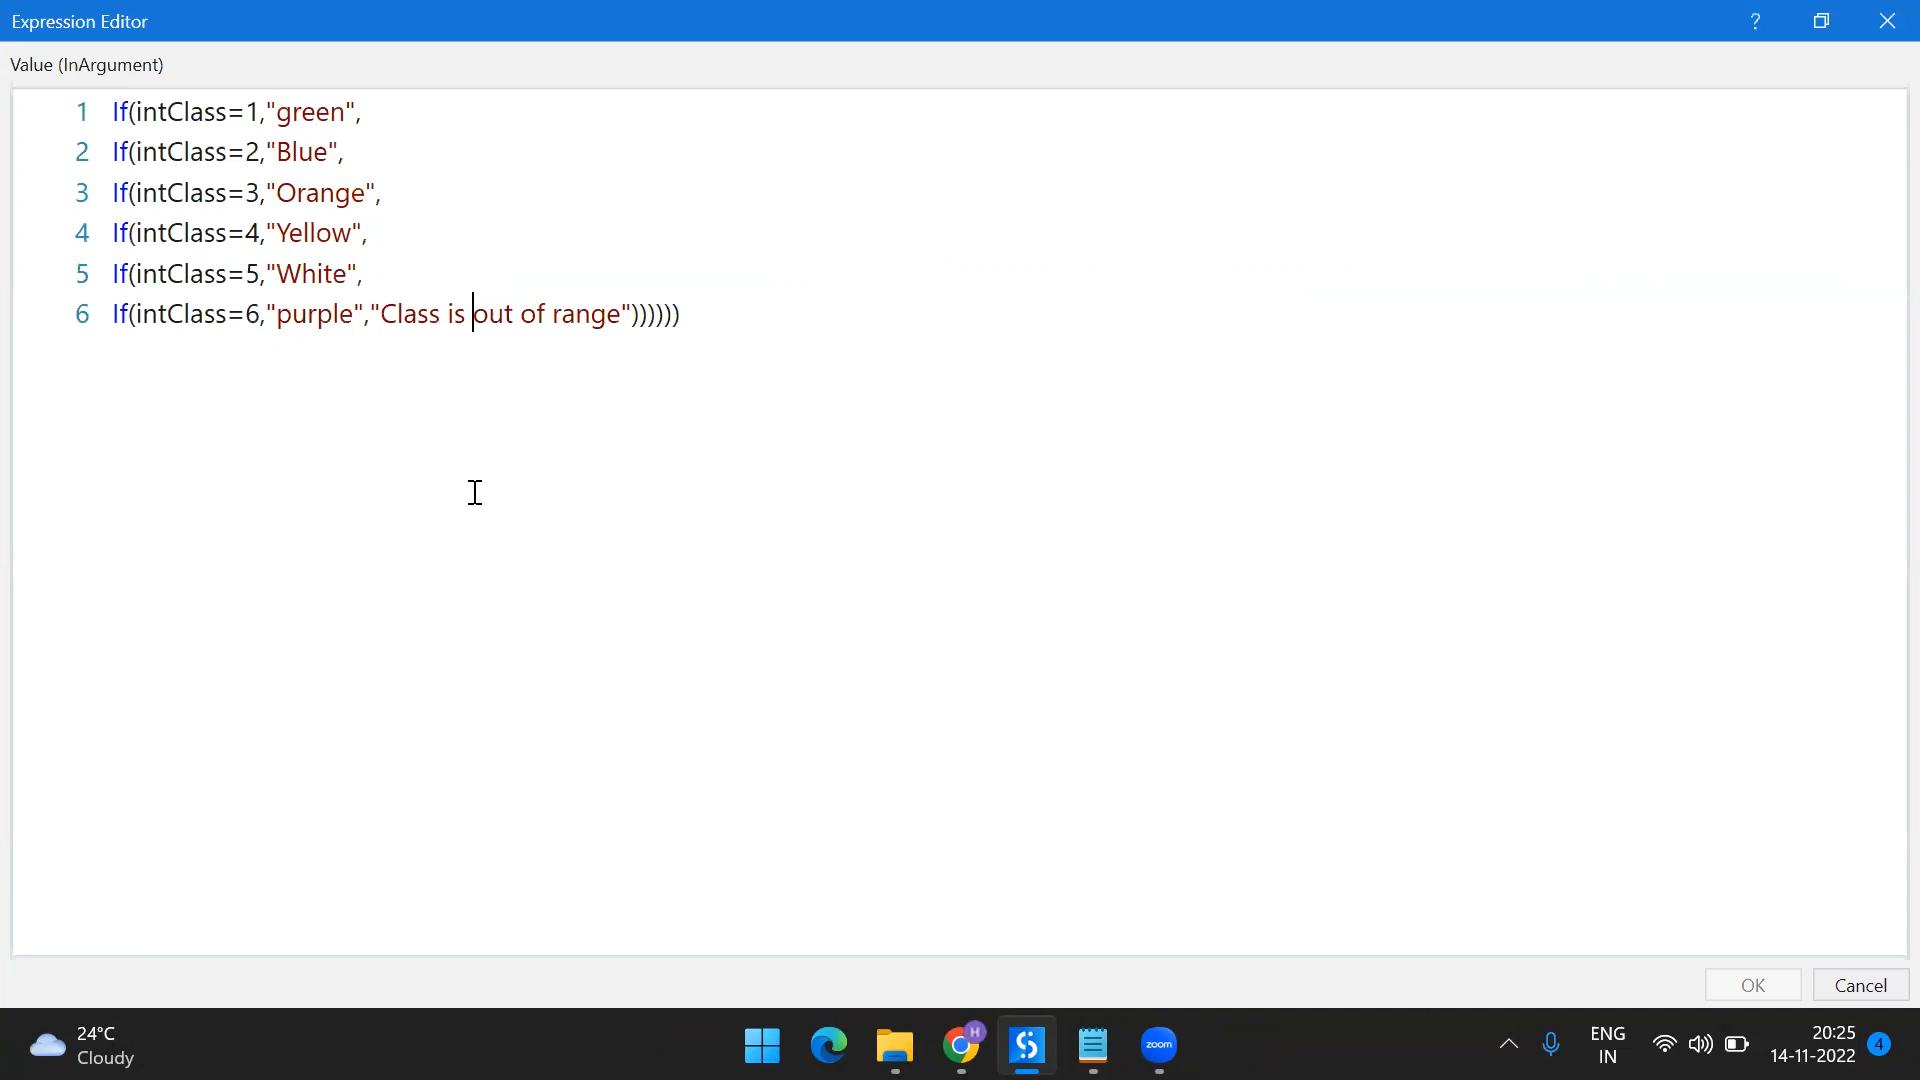 Expression Editor
?
Value (InArgument)
1 If(intClass=1,"green",
2 If(intClass=2,"Blue",
3 If(intClass=3,"Orange",
4 If(intClass=4,"Yellow",
5 If(intClass=5,"White",
6 If(intClass=6,"purple","Class is out of range"))))))
OK Cancel
24°C
Cloudy
H
zoom
ENG
IN
20:25
14-11-2022
4